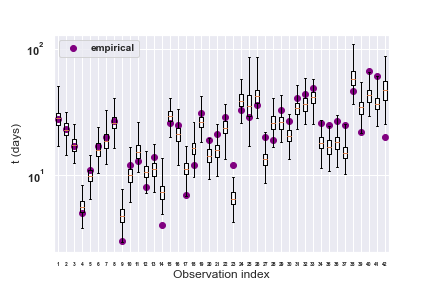 empirical
10²
10¹
t (days)
1 2 3 4 5 6 7 8 9 10 11 12 13 14 15 16 17 18 19 20 21 22 23 24 25 26 27 28 29 30 31 32 33 34 35 36 37 38 39 40 41 42
Observation index